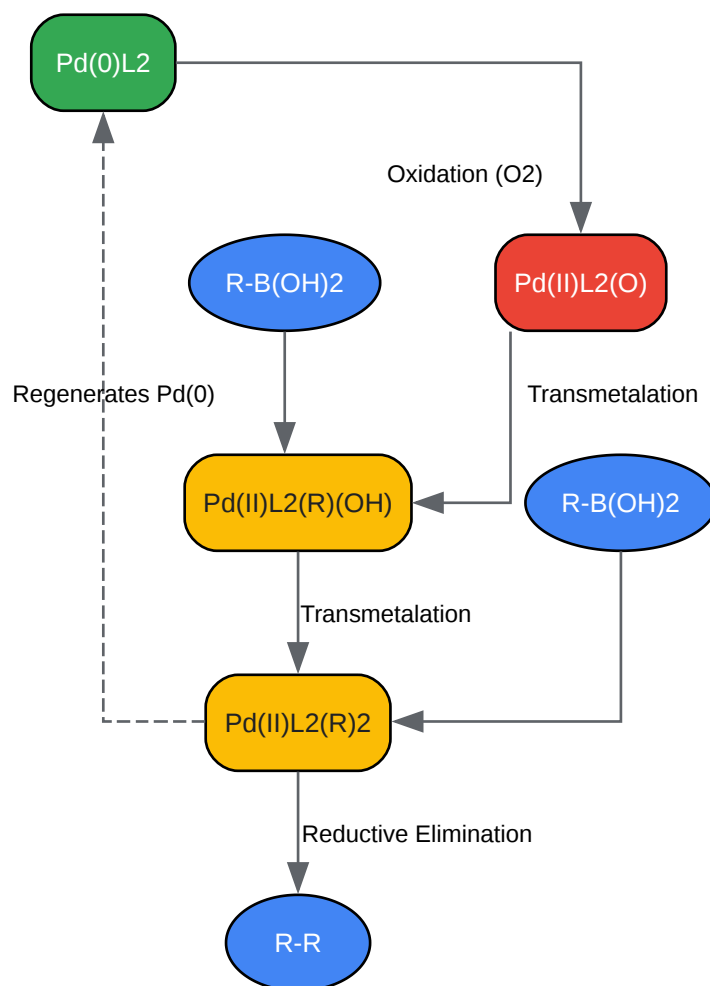 Pd(0)L2
Oxidation (O2)
R-B(OH)2
Pd(II)L2(O)
Regenerates Pd(0)
Transmetalation
Pd(II)L2(R)(OH)
R-B(OH)2
Transmetalation
Pd(II)L2(R)2
Reductive Elimination
R-R